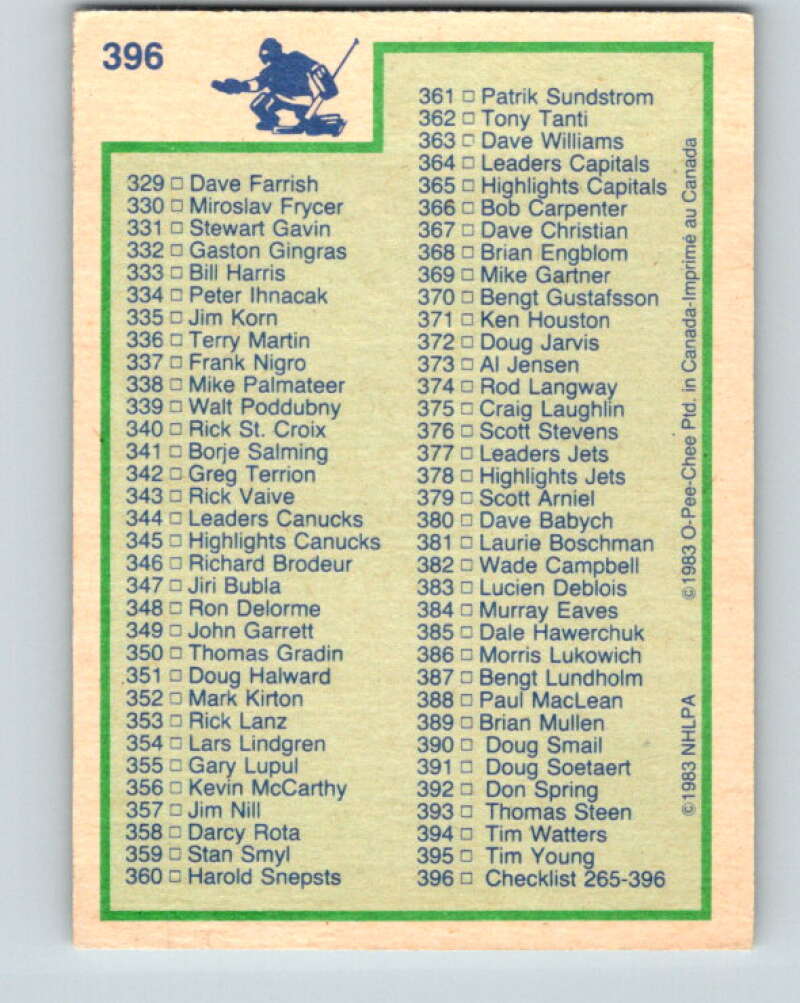 396
329 □ Dave Farrish
330 □ Miroslav Frycer
331 □ Stewart Gavin
332 □ Gaston Gingras
333 □ Bill Harris
334 □ Peter Ihnacak
335 □ Jim Korn
336 □ Terry Martin
337 □ Frank Nigro
338 □ Mike Palmateer
339 □ Walt Poddubny
340 □ Rick St. Croix
341 □ Borje Salming
342 □ Greg Terrion
343 □ Rick Vaive
344 □ Leaders Canucks
345 □ Highlights Canucks
346 □ Richard Brodeur
347 □ Jiri Bubla
348 □ Ron Delorme
349 □ John Garrett
350 □ Thomas Gradin
351 □ Doug Halward
352 □ Mark Kirton
353 □ Rick Lanz
354 □ Lars Lindgren
355 □ Gary Lupul
356 □ Kevin McCarthy
357 □ Jim Nill
358 □ Darcy Rota
359 □ Stan Smyl
360 □ Harold Snepsts
361 □ Patrik Sundstrom
362 □ Tony Tanti
363 □ Dave Williams
364 □ Leaders Capitals
365 □ Highlights Capitals
366 □ Bob Carpenter
367 □ Dave Christian
368 □ Brian Engblom
369 □ Mike Gartner
370 □ Bengt Gustafsson
371 □ Ken Houston
372 □ Doug Jarvis
373 □ Al Jensen
374 □ Rod Langway
375 □ Craig Laughlin
376 □ Scott Stevens
377 □ Leaders Jets
378 □ Highlights Jets
379 □ Scott Arniel
380 □ Dave Babych
381 □ Laurie Boschman
382 □ Wade Campbell
383 □ Lucien Deblois
384 □ Murray Eaves
385 □ Dale Hawerchuk
386 □ Morris Lukowich
387 □ Bengt Lundholm
388 □ Paul MacLean
389 □ Brian Mullen
390 □ Doug Smail
391 □ Doug Soetaert
392 □ Don Spring
393 □ Thomas Steen
394 □ Tim Watters
395 □ Tim Young
396 □ Checklist 265-396
©1983 NHLPA
©1983 O-Pee-Chee Ptd. in Canada-Imprimé au Canada